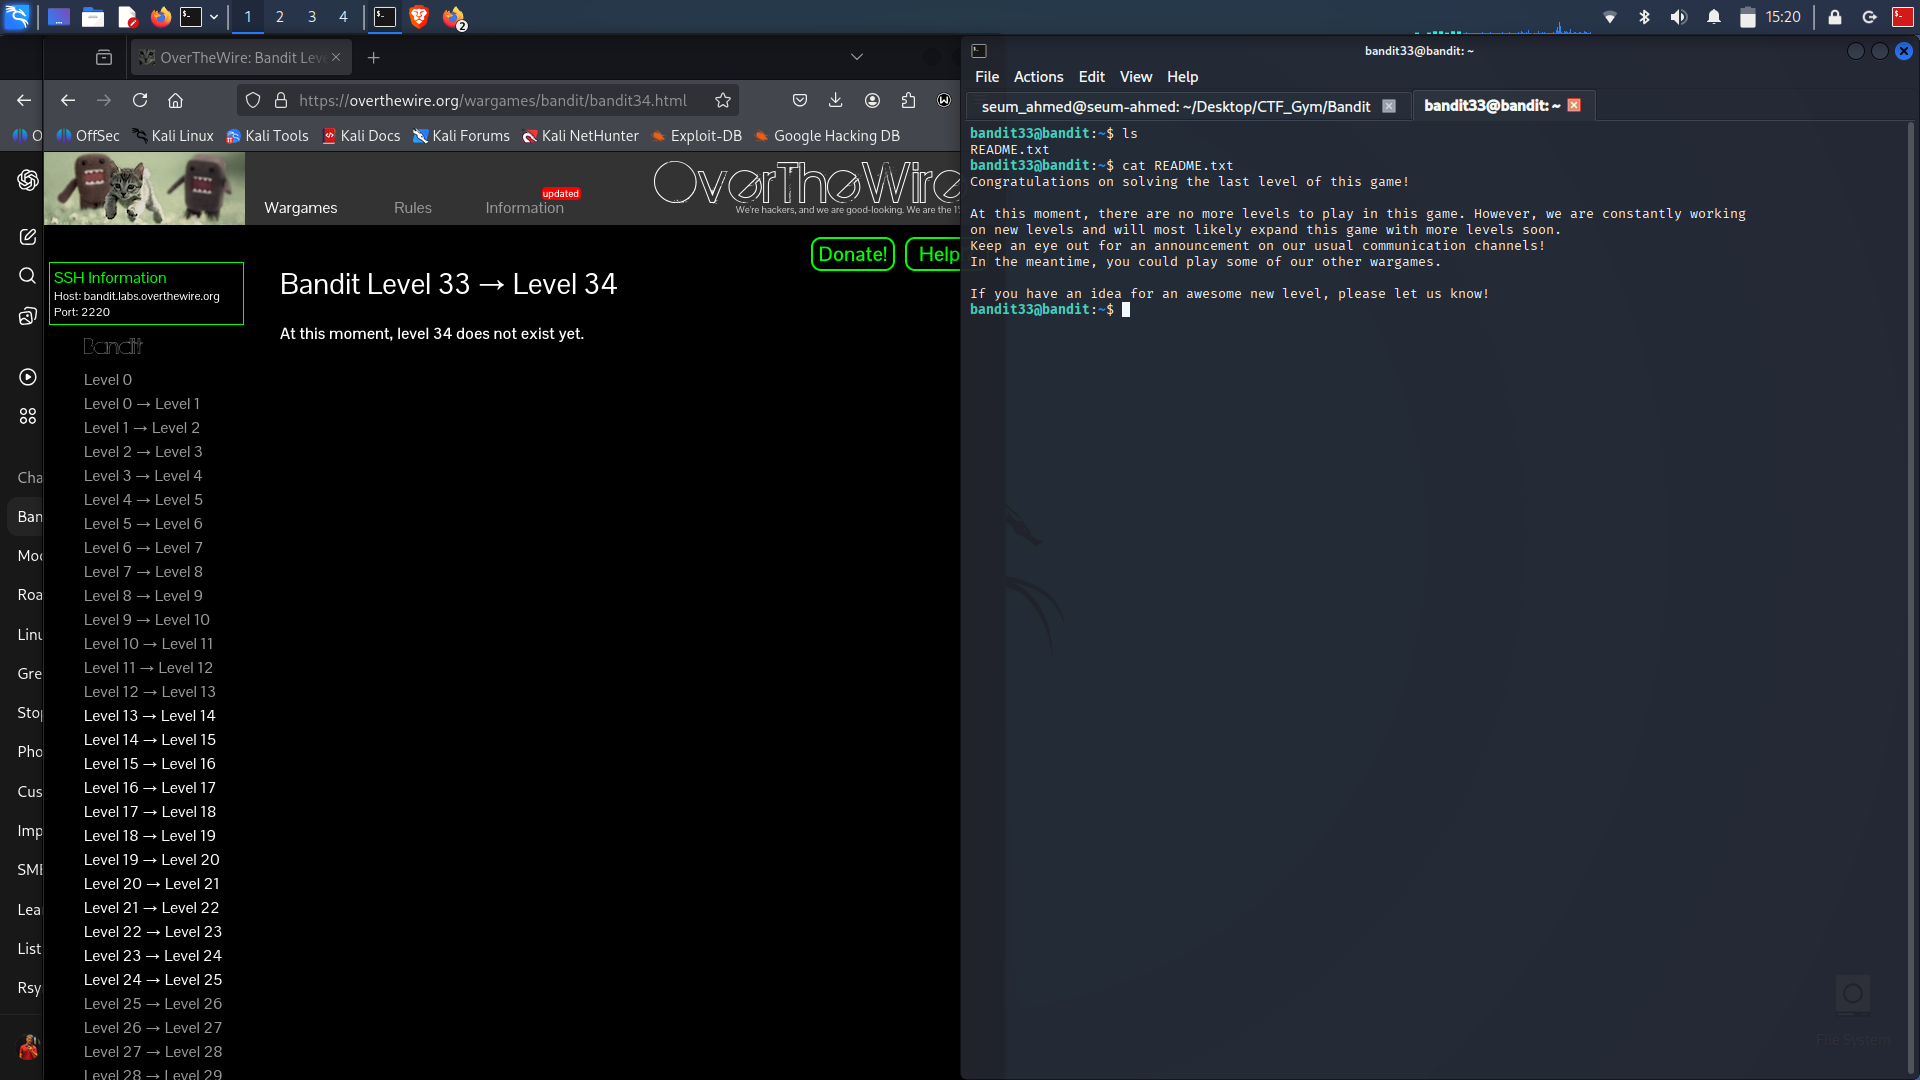 1
2
3
4
2
15:20
OverTheWire: Bandit Leve
https://overthewire.org/wargames/bandit/bandit34.html
O
OffSec
Kali Linux
Kali Tools
Kali Docs
Kali Forums
Kali NetHunter
Exploit-DB
Google Hacking DB
Cha
Ban
Mod
Roa
Linu
Gre
Stop
Pho
Cus
Imp
SME
Lear
List
Rsy
Wargames
Rules
updated
Information
OverTheWire
We're hackers, and we are good-looking. We are the 1%
Donate!
Help
SSH Information
Host: bandit.labs.overthewire.org
Port: 2220
Bandit
Level 0
Level 0 → Level 1
Level 1 → Level 2
Level 2 → Level 3
Level 3 → Level 4
Level 4 → Level 5
Level 5 → Level 6
Level 6 → Level 7
Level 7 → Level 8
Level 8 → Level 9
Level 9 → Level 10
Level 10 → Level 11
Level 11 → Level 12
Level 12 → Level 13
Level 13 → Level 14
Level 14 → Level 15
Level 15 → Level 16
Level 16 → Level 17
Level 17 → Level 18
Level 18 → Level 19
Level 19 → Level 20
Level 20 → Level 21
Level 21 → Level 22
Level 22 → Level 23
Level 23 → Level 24
Level 24 → Level 25
Level 25 → Level 26
Level 26 → Level 27
Level 27 → Level 28
Level 28 → Level 29
Bandit Level 33 → Level 34
At this moment, level 34 does not exist yet.
bandit33@bandit: ~
File Actions Edit View Help
seum_ahmed@seum-ahmed: ~/Desktop/CTF_Gym/Bandit
bandit33@bandit: ~
bandit33@bandit:~$ ls
README.txt
bandit33@bandit:~$ cat README.txt
Congratulations on solving the last level of this game!
At this moment, there are no more levels to play in this game. However, we are constantly working
on new levels and will most likely expand this game with more levels soon.
Keep an eye out for an announcement on our usual communication channels!
In the meantime, you could play some of our other wargames.
If you have an idea for an awesome new level, please let us know!
bandit33@bandit:~$
File System